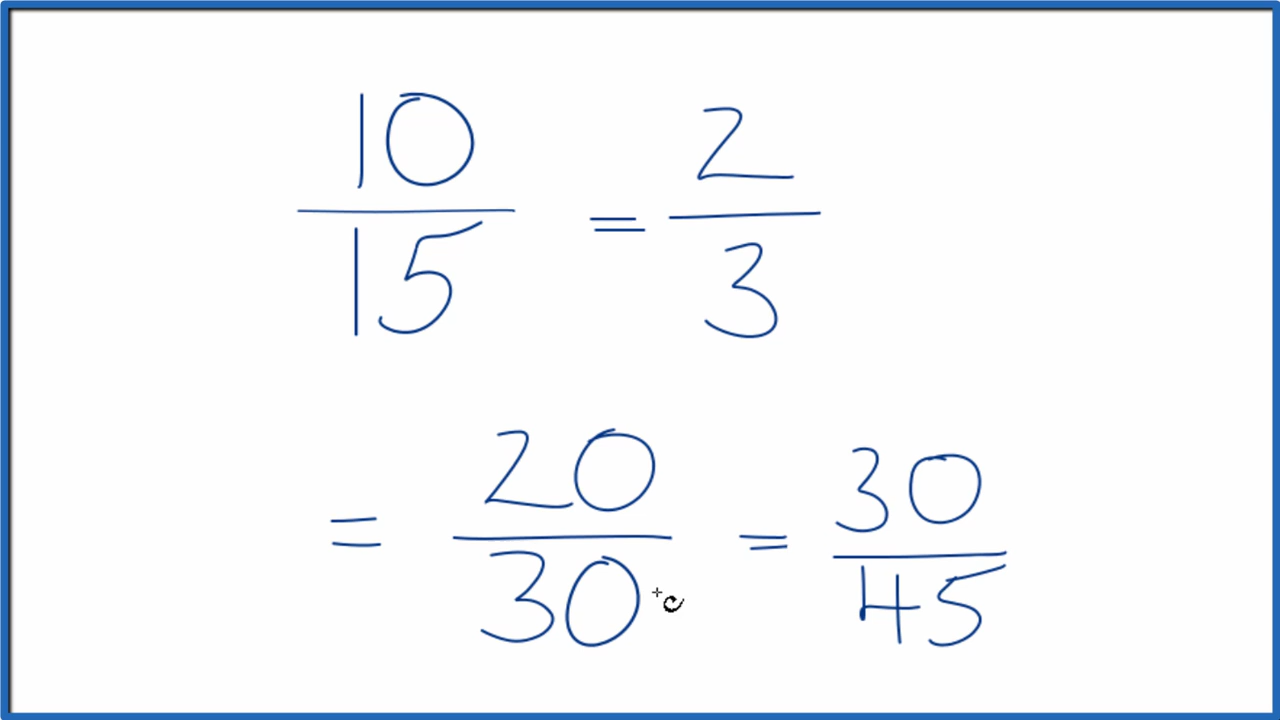 10/15 = 2/3
= 20/30 = 30/45